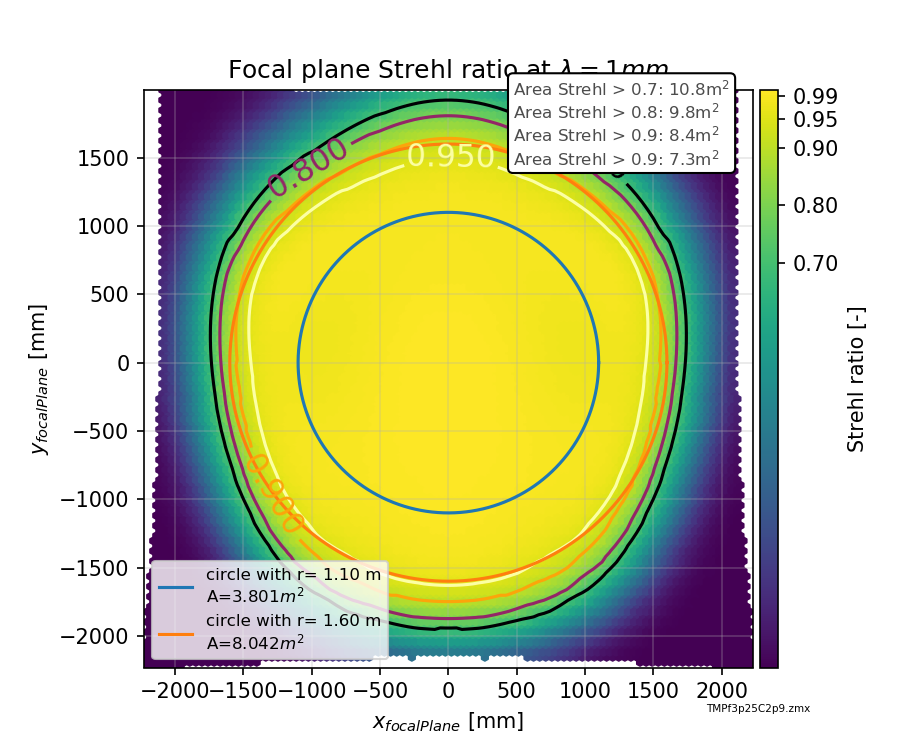 Focal plane Strehl ratio at λ = 1mm
Area Strehl > 0.7: 10.8m²
Area Strehl > 0.8: 9.8m²
Area Strehl > 0.9: 8.4m²
Area Strehl > 0.9: 7.3m²
0.800
0.950
0.900
1500
1000
500
0
−500
−1000
−1500
−2000
y_focalPlane [mm]
circle with r= 1.10 m
A=3.801m²
circle with r= 1.60 m
A=8.042m²
−2000 −1500 −1000 −500 0 500 1000 1500 2000
x_focalPlane [mm]
0.99
0.95
0.90
0.80
0.70
Strehl ratio [-]
TMPf3p25C2p9.zmx